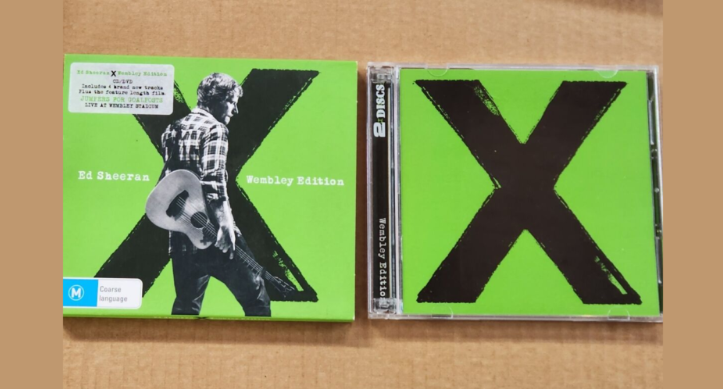 Ed Sheeran X Wembley Edition
CD/DVD
Includes 4 brand new tracks
Plus the feature length film
JUMPERS FOR GOALPOSTS
LIVE AT WEMBLEY STADIUM
Ed Sheeran
Wembley Edition
M
Coarse
language
2 DISCS
Wembley Edition
X